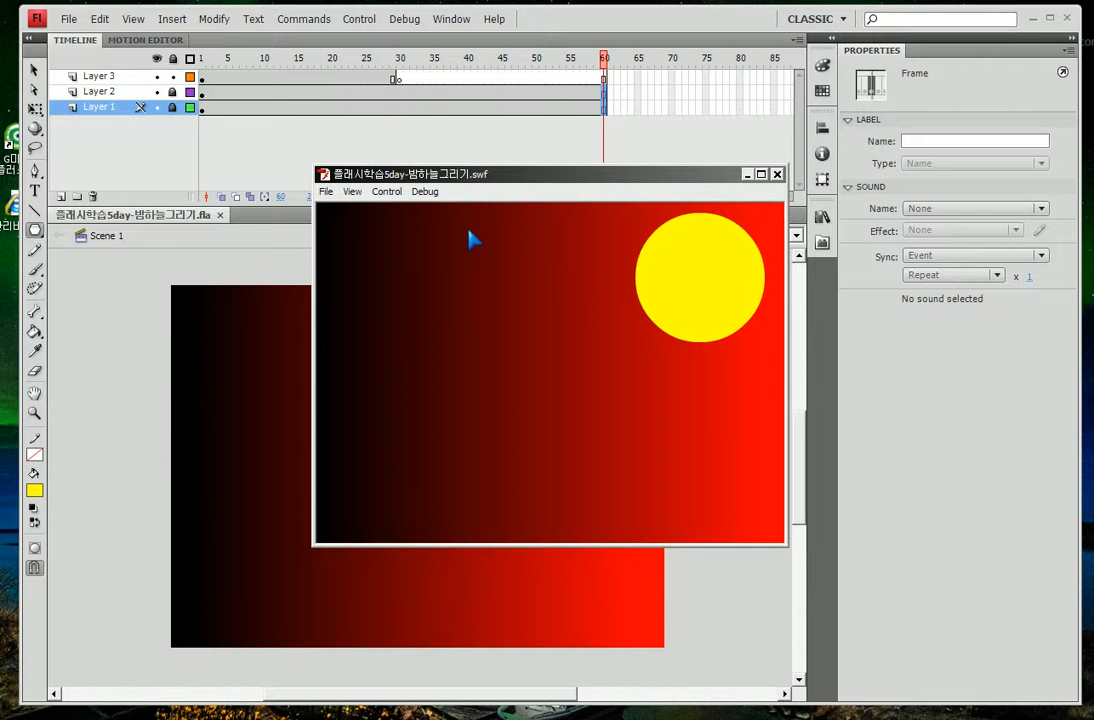 Fl File Edit View Insert Modify Text Commands Control Debug Window Help CLASSIC
TIMELINE MOTION EDITOR
PROPERTIES
1 5 10 15 20 25 30 35 40 45 50 55 60 65 70 75 80 85
Layer 3
Layer 2
Layer 1
Frame
LABEL
Name:
Type: Name
SOUND
Name: None
Effect: None
Sync: Event
Repeat x 1
No sound selected
60
플래시학습5day-밤하늘그리기.fla
Scene 1
플래시학습5day-밤하늘그리기.swf
File View Control Debug